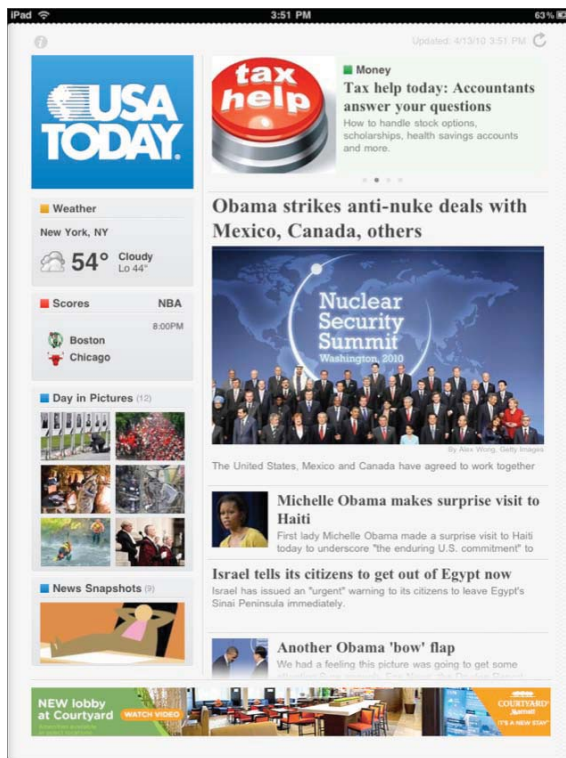 iPad
3:51 PM
63%
Updated: 4/13/10 3:51 PM
USA
TODAY.
tax
help
Money
Tax help today: Accountants
answer your questions
How to handle stock options,
scholarships, health savings accounts
and more.
Weather
New York, NY
54° Cloudy
Lo 44°
Scores NBA
8:00PM
Boston
Chicago
Day in Pictures (12)
News Snapshots (9)
Obama strikes anti-nuke deals with
Mexico, Canada, others
Nuclear
Security
Summit
Washington, 2010
By Alex Wong, Getty Images
The United States, Mexico and Canada have agreed to work together
Michelle Obama makes surprise visit to
Haiti
First lady Michelle Obama made a surprise visit to Haiti
today to underscore "the enduring U.S. commitment" to
Israel tells its citizens to get out of Egypt now
Israel has issued an "urgent" warning to its citizens to leave Egypt's
Sinai Peninsula immediately.
Another Obama 'bow' flap
We had a feeling this picture was going to get some
NEW lobby
at Courtyard
WATCH VIDEO
COURTYARD
Marriott
IT'S A NEW STAY